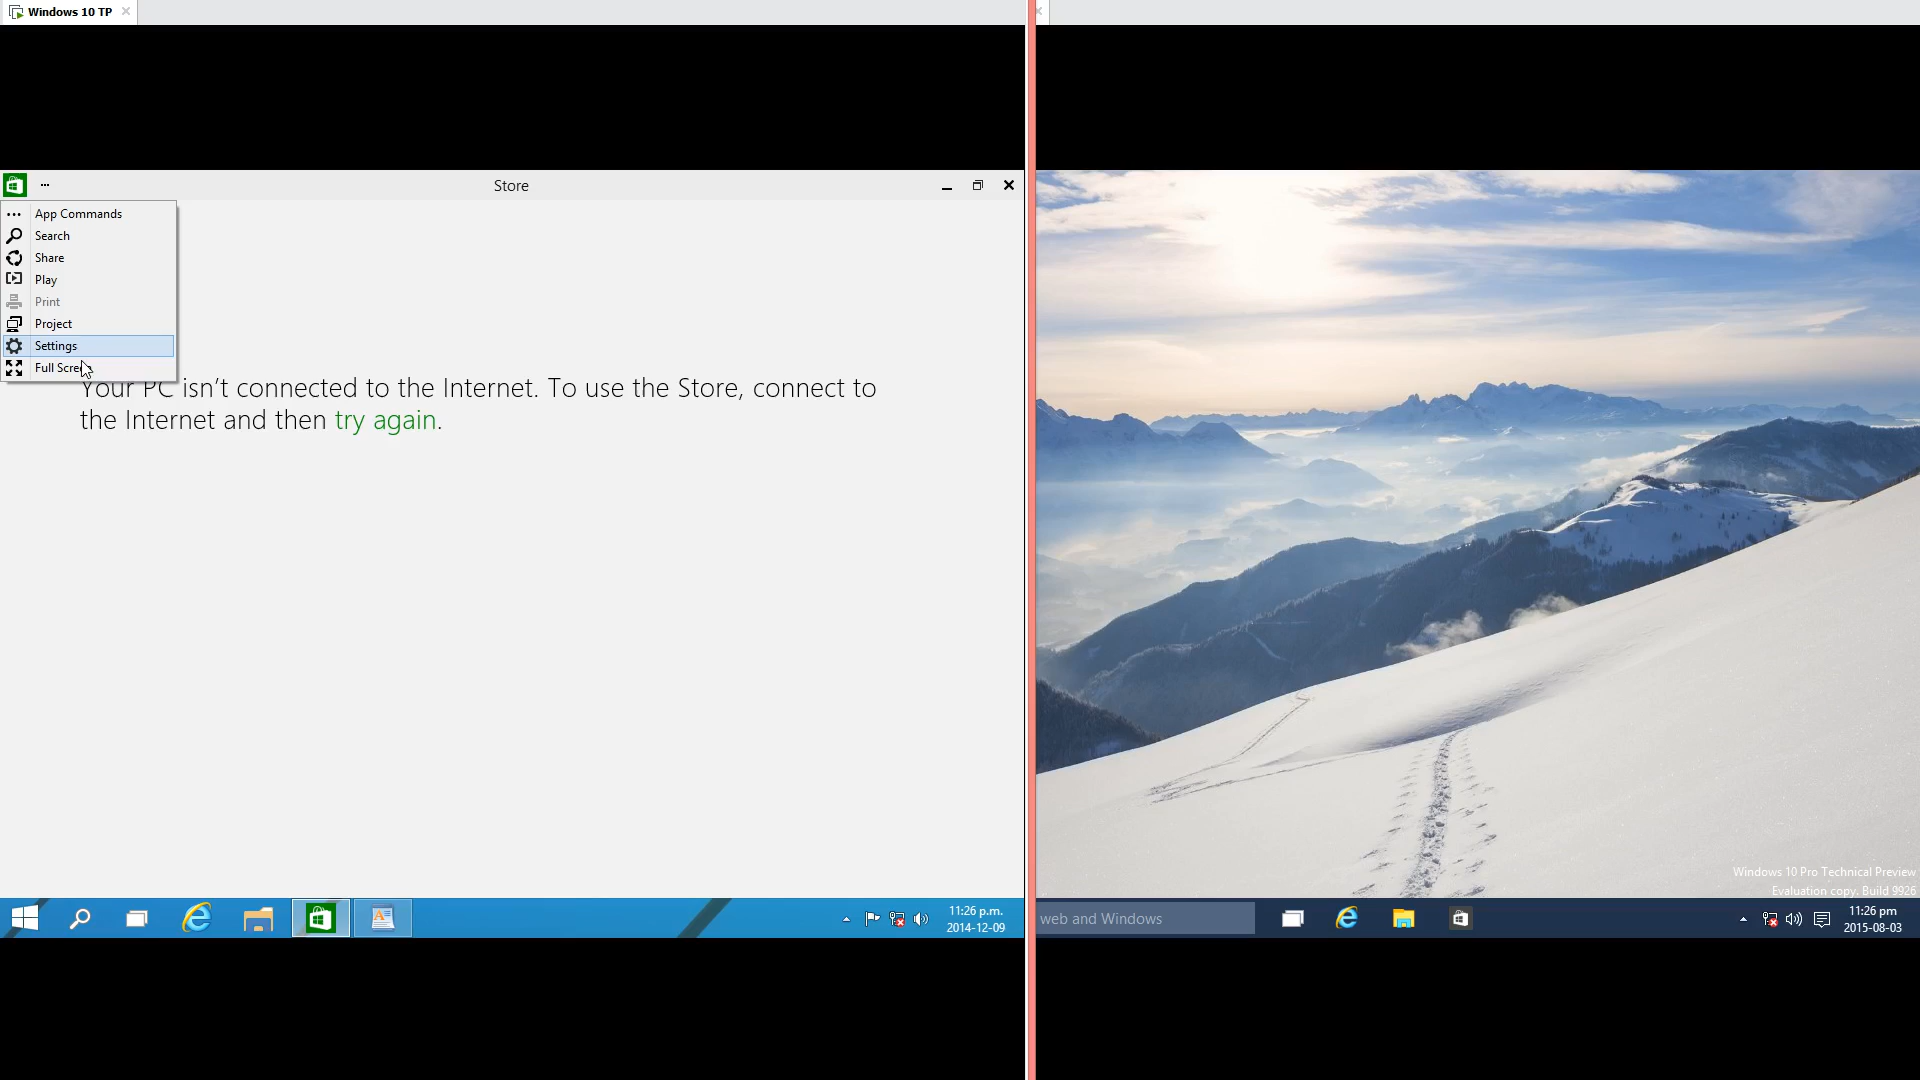 Windows 10 TP
Store
App Commands
Search
Share
Play
Print
Project
Settings
Full Scre
Your PC isn't connected to the Internet. To use the Store, connect to
the Internet and then try again.
11:26 p.m.
2014-12-09
Windows 10 Pro Technical Preview
Evaluation copy. Build 9926
web and Windows
11:26 pm
2015-08-03